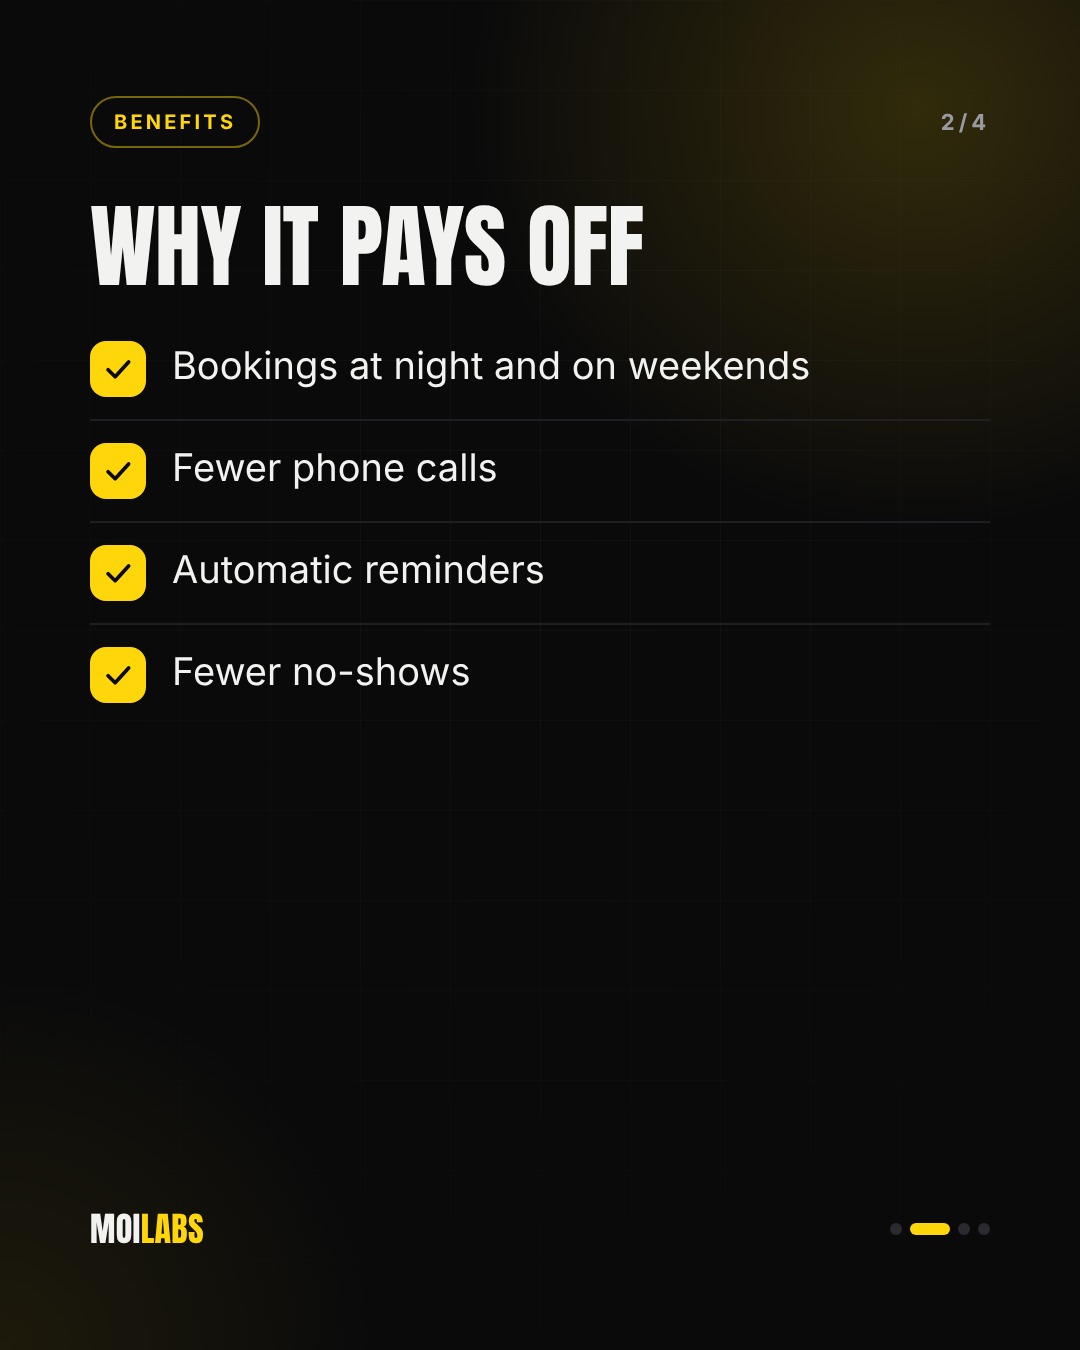 BENEFITS
2/4
WHY IT PAYS OFF
Bookings at night and on weekends
Fewer phone calls
Automatic reminders
Fewer no-shows
MOILABS